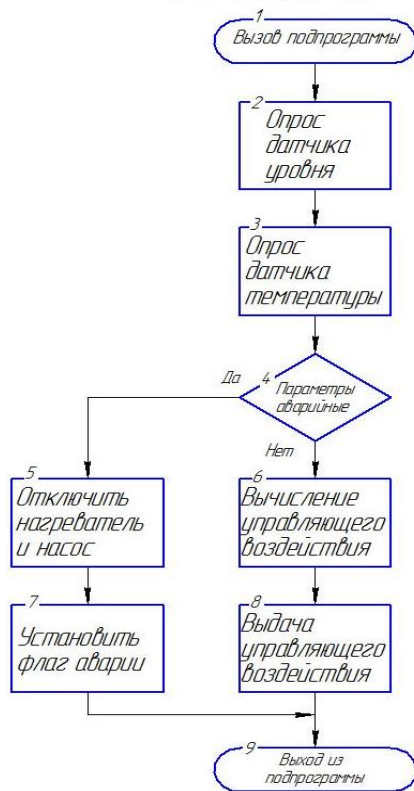 1
Вызов подпрограммы
2
Опрос
датчика
уровня
3
Опрос
датчика
температуры
4
Параметры
аварийные
Да
Нет
5
Отключить
нагреватель
и насос
6
Вычисление
управляющего
воздействия
7
Установить
флаг аварии
8
Выдача
управляющего
воздействия
9
Выход из
подпрограммы